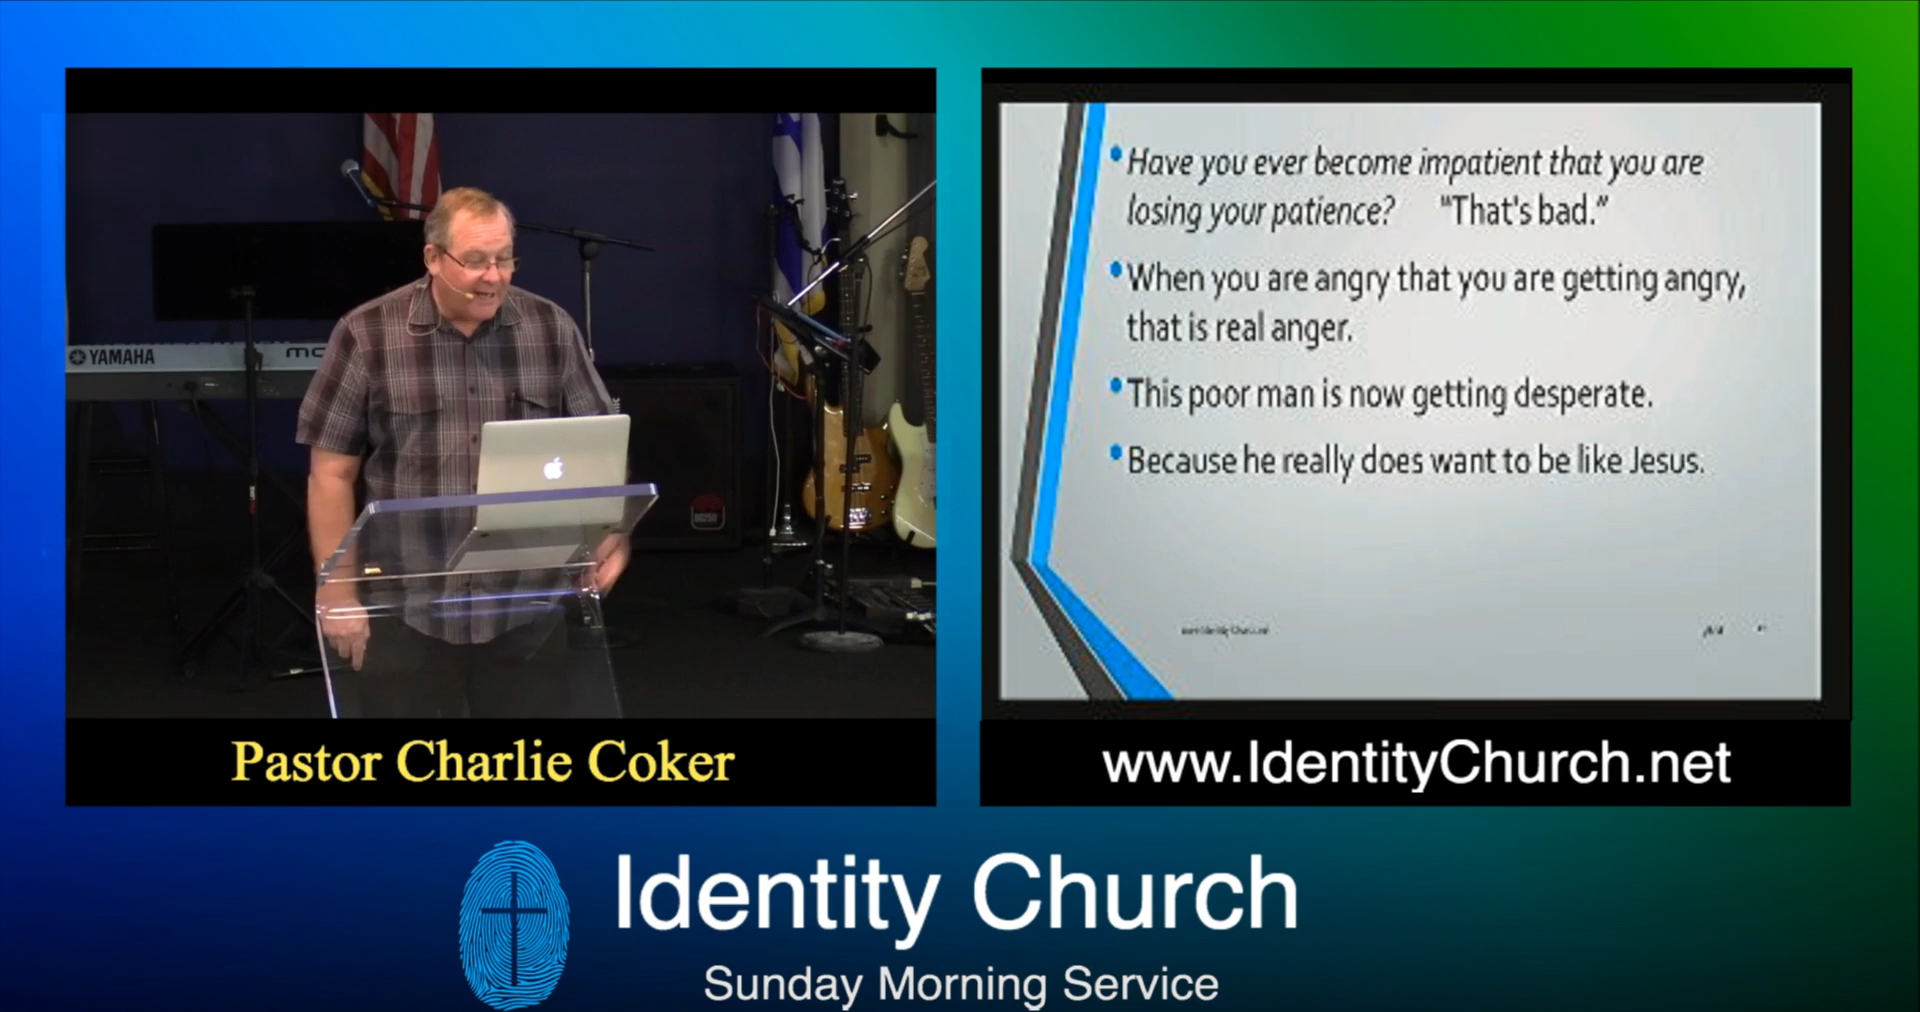 YAMAHA
Pastor Charlie Coker
• Have you ever become impatient that you are
losing your patience? "That's bad."
• When you are angry that you are getting angry,
that is real anger.
• This poor man is now getting desperate.
• Because he really does want to be like Jesus.
www.IdentityChurch.net
Identity Church
Sunday Morning Service